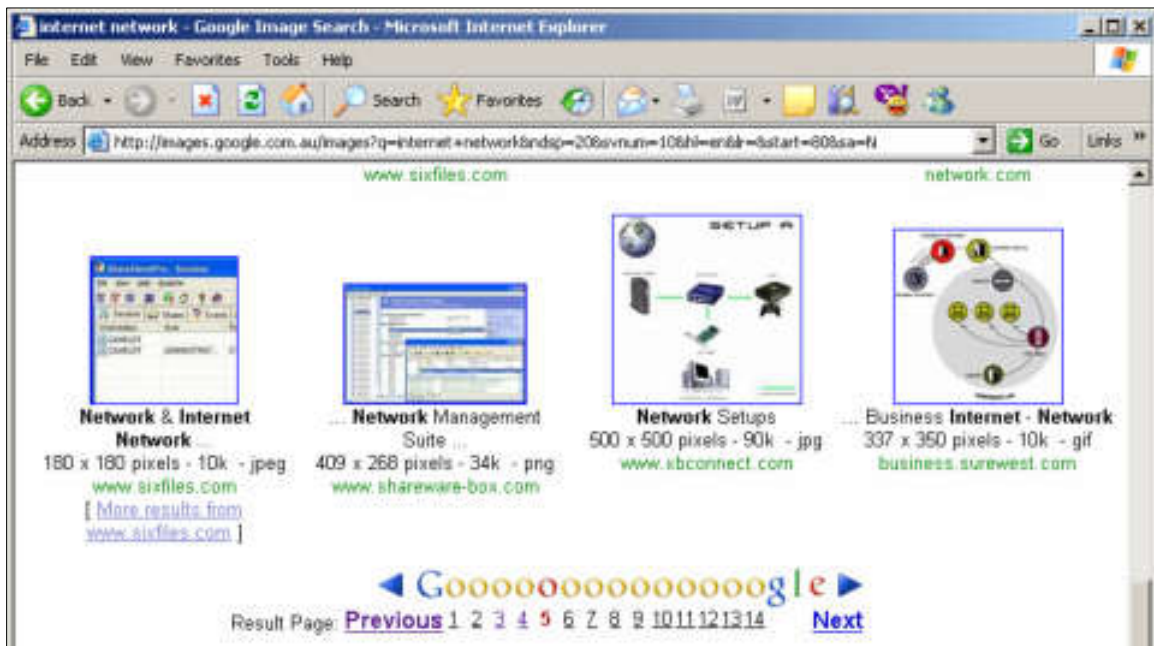 internet network - Google Image Search - Microsoft Internet Explorer
File Edit View Favorites Tools Help
Back Search Favorites
Address http://images.google.com.au/images?q=internet+network&ndsp=20&svnum=10&hl=en&lr=&start=80&sa=N Go Links »
www.sixfiles.com network.com
SETUP A
Network & Internet Network ...
180 x 180 pixels - 10k - jpeg
www.sixfiles.com
[ More results from www.sixfiles.com ]
... Network Management Suite ...
409 x 268 pixels - 34k - png
www.shareware-box.com
Network Setups
500 x 500 pixels - 90k - jpg
www.xbconnect.com
... Business Internet - Network
337 x 350 pixels - 10k - gif
business.surewest.com
Goooooooooooooogle
Result Page: Previous 1 2 3 4 5 6 7 8 9 10 11 12 13 14 Next